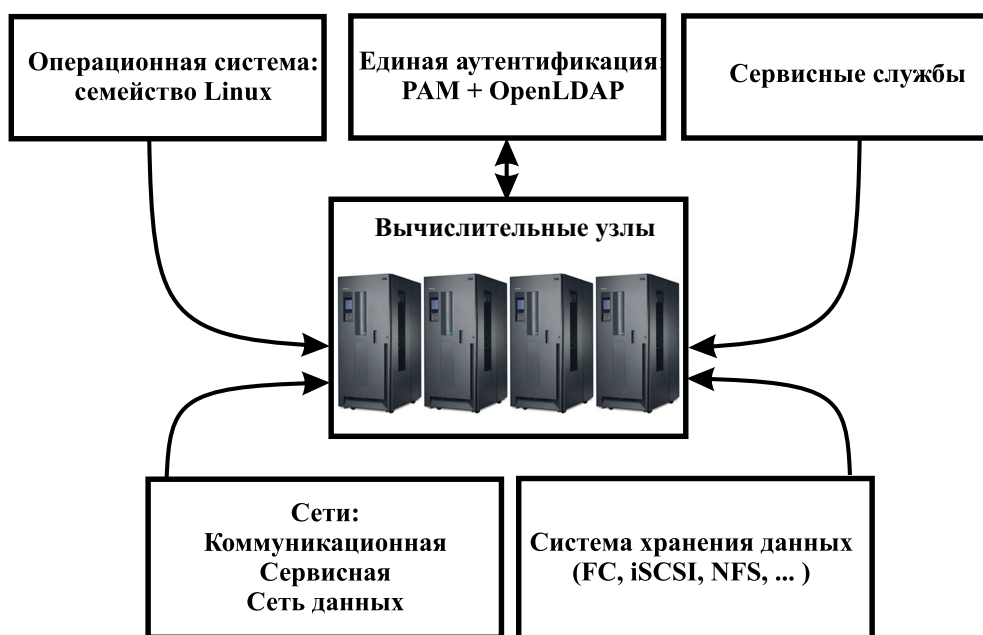 Операционная система:
семейство Linux
Единая аутентификация:
PAM + OpenLDAP
Сервисные службы
Вычислительные узлы
Сети:
Коммуникационная
Сервисная
Сеть данных
Система хранения данных
(FC, iSCSI, NFS, ... )